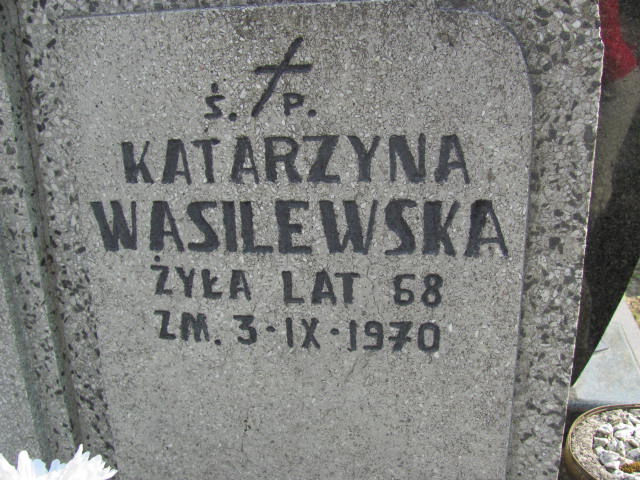 Ś. P.
KATARZYNA
WASILEWSKA
ŻYŁA LAT 68
ZM. 3·IX·1970